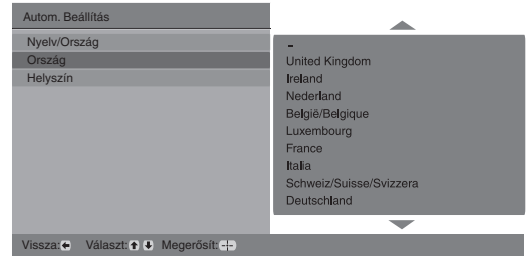 Autom. Beállítás
Nyelv/Ország
Ország
Helyszín
-
United Kingdom
Ireland
Nederland
België/Belgique
Luxembourg
France
Italia
Schweiz/Suisse/Svizzera
Deutschland
Vissza: Választ: Megerősít: